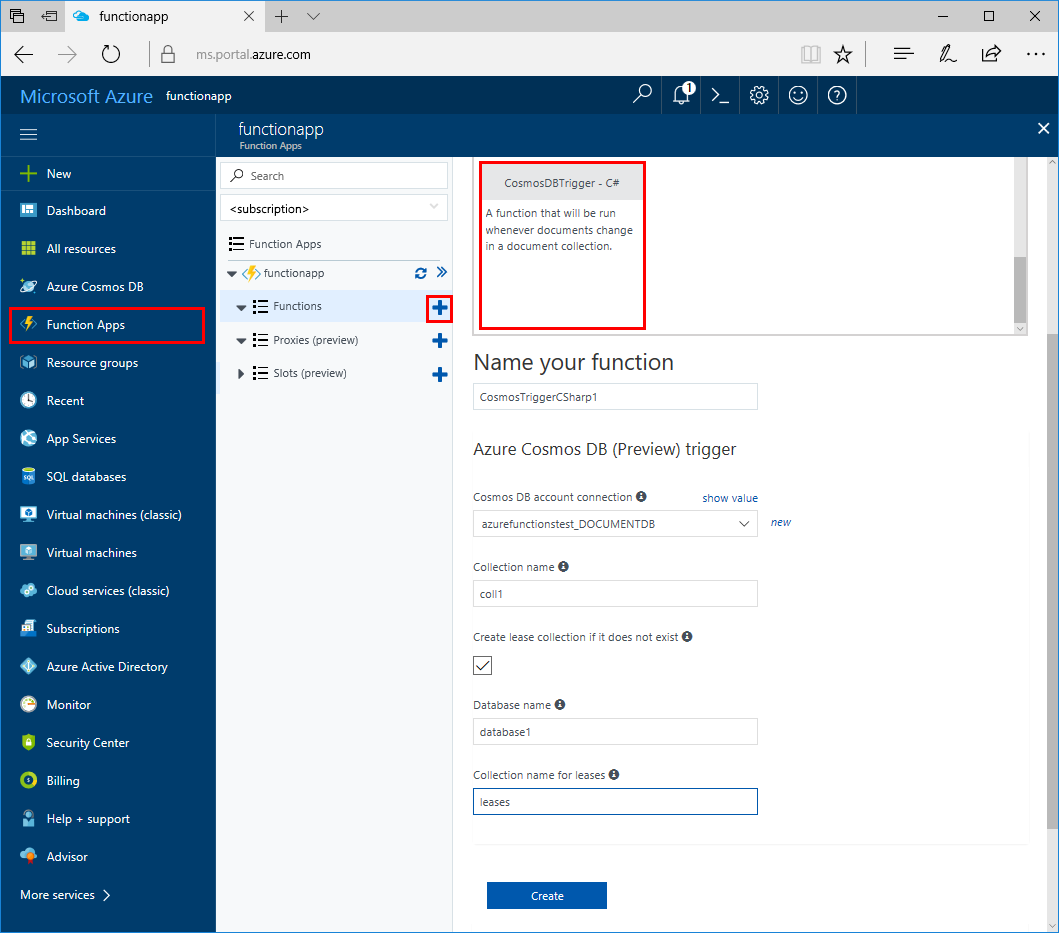 functionapp
ms.portal.azure.com
Microsoft Azure functionapp
1
functionapp
Function Apps
New
Dashboard
All resources
Azure Cosmos DB
Function Apps
Resource groups
Recent
App Services
SQL databases
Virtual machines (classic)
Virtual machines
Cloud services (classic)
Subscriptions
Azure Active Directory
Monitor
Security Center
Billing
Help + support
Advisor
More services
Search
<subscription>
Function Apps
functionapp
Functions
Proxies (preview)
Slots (preview)
CosmosDBTrigger - C#
A function that will be run
whenever documents change
in a document collection.
Name your function
CosmosTriggerCSharp1
Azure Cosmos DB (Preview) trigger
Cosmos DB account connection
show value
azurefunctionstest_DOCUMENTDB
new
Collection name
coll1
Create lease collection if it does not exist
Database name
database1
Collection name for leases
leases
Create